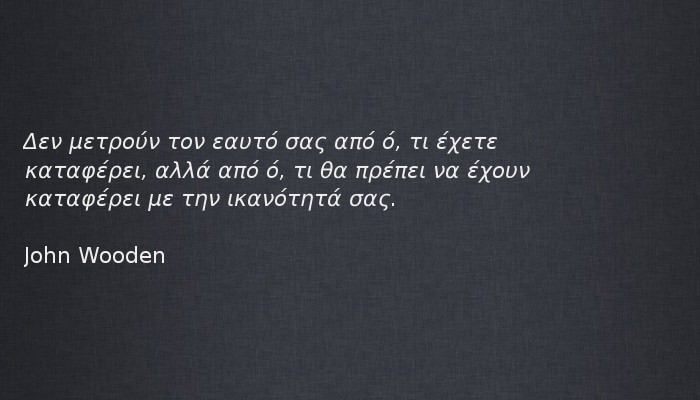 Δεν μετρούν τον εαυτό σας από ό, τι έχετε
καταφέρει, αλλά από ό, τι θα πρέπει να έχουν
καταφέρει με την ικανότητά σας.
John Wooden